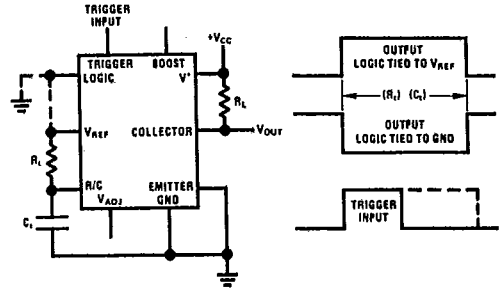 TRIGGER
INPUT
+VCC
TRIGGER
BOOST
LOGIC
V+
RL
VREF
COLLECTOR
VOUT
Rt
R/C
EMITTER
VADJ
GND
Ct
OUTPUT
LOGIC TIED TO VREF
(Rt) (Ct)
OUTPUT
LOGIC TIED TO GND
TRIGGER
INPUT